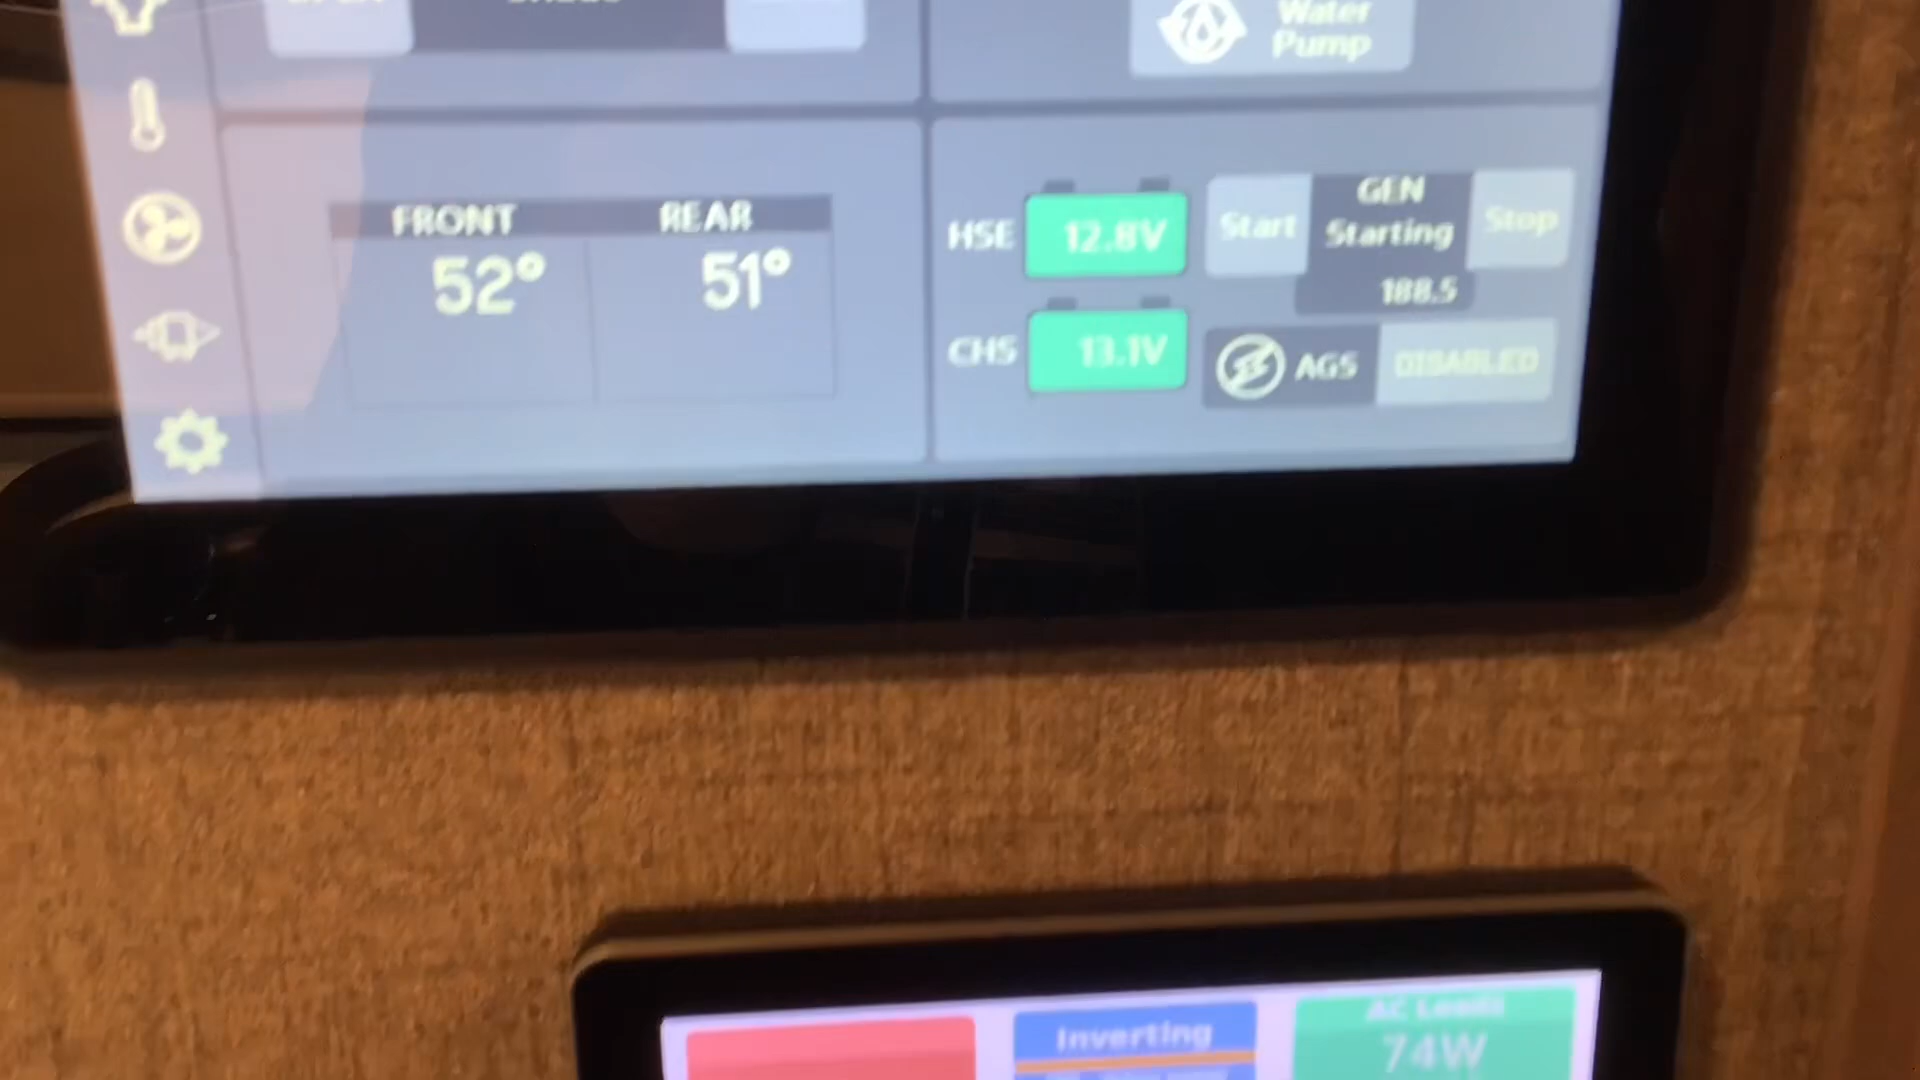 Water
Pump
FRONT REAR
52° 51°
HSE 12.8V
CHS 13.1V
Start
GEN
Starting
Stop
188.5
AGS DISABLED
Inverting
AC Loads
74W